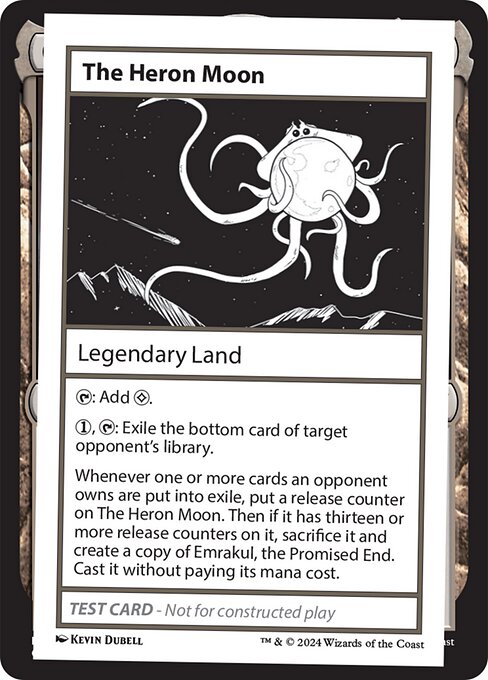 The Heron Moon
Legendary Land
: Add .
1, : Exile the bottom card of target
opponent's library.
Whenever one or more cards an opponent
owns are put into exile, put a release counter
on The Heron Moon. Then if it has thirteen or
more release counters on it, sacrifice it and
create a copy of Emrakul, the Promised End.
Cast it without paying its mana cost.
TEST CARD - Not for constructed play
KEVIN DUBELL
™ & © 2024 Wizards of the Coast
ast